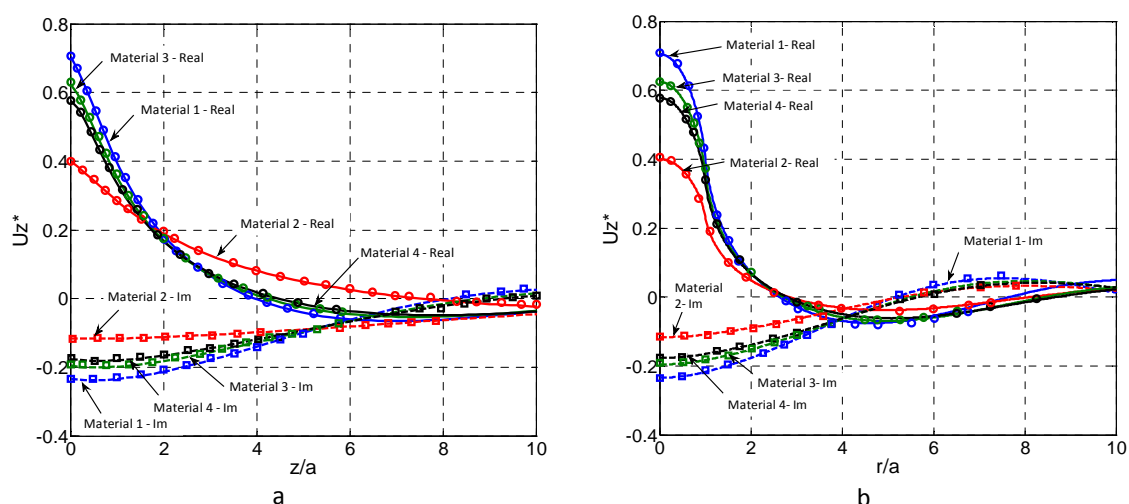 0.8
0.6
0.4
0.2
0
-0.2
-0.4
Uz*
0
2
4
6
8
10
z/a
Material 3 - Real
Material 1 - Real
Material 2 - Real
Material 4 - Real
Material 2 - Im
Material 3 - Im
Material 4 - Im
Material 1 - Im
a
0.8
0.6
0.4
0.2
0
-0.2
-0.4
Uz*
0
2
4
6
8
10
r/a
Material 1- Real
Material 3- Real
Material 4- Real
Material 2- Real
Material 1- Im
Material
2- Im
Material 3- Im
Material 4- Im
b